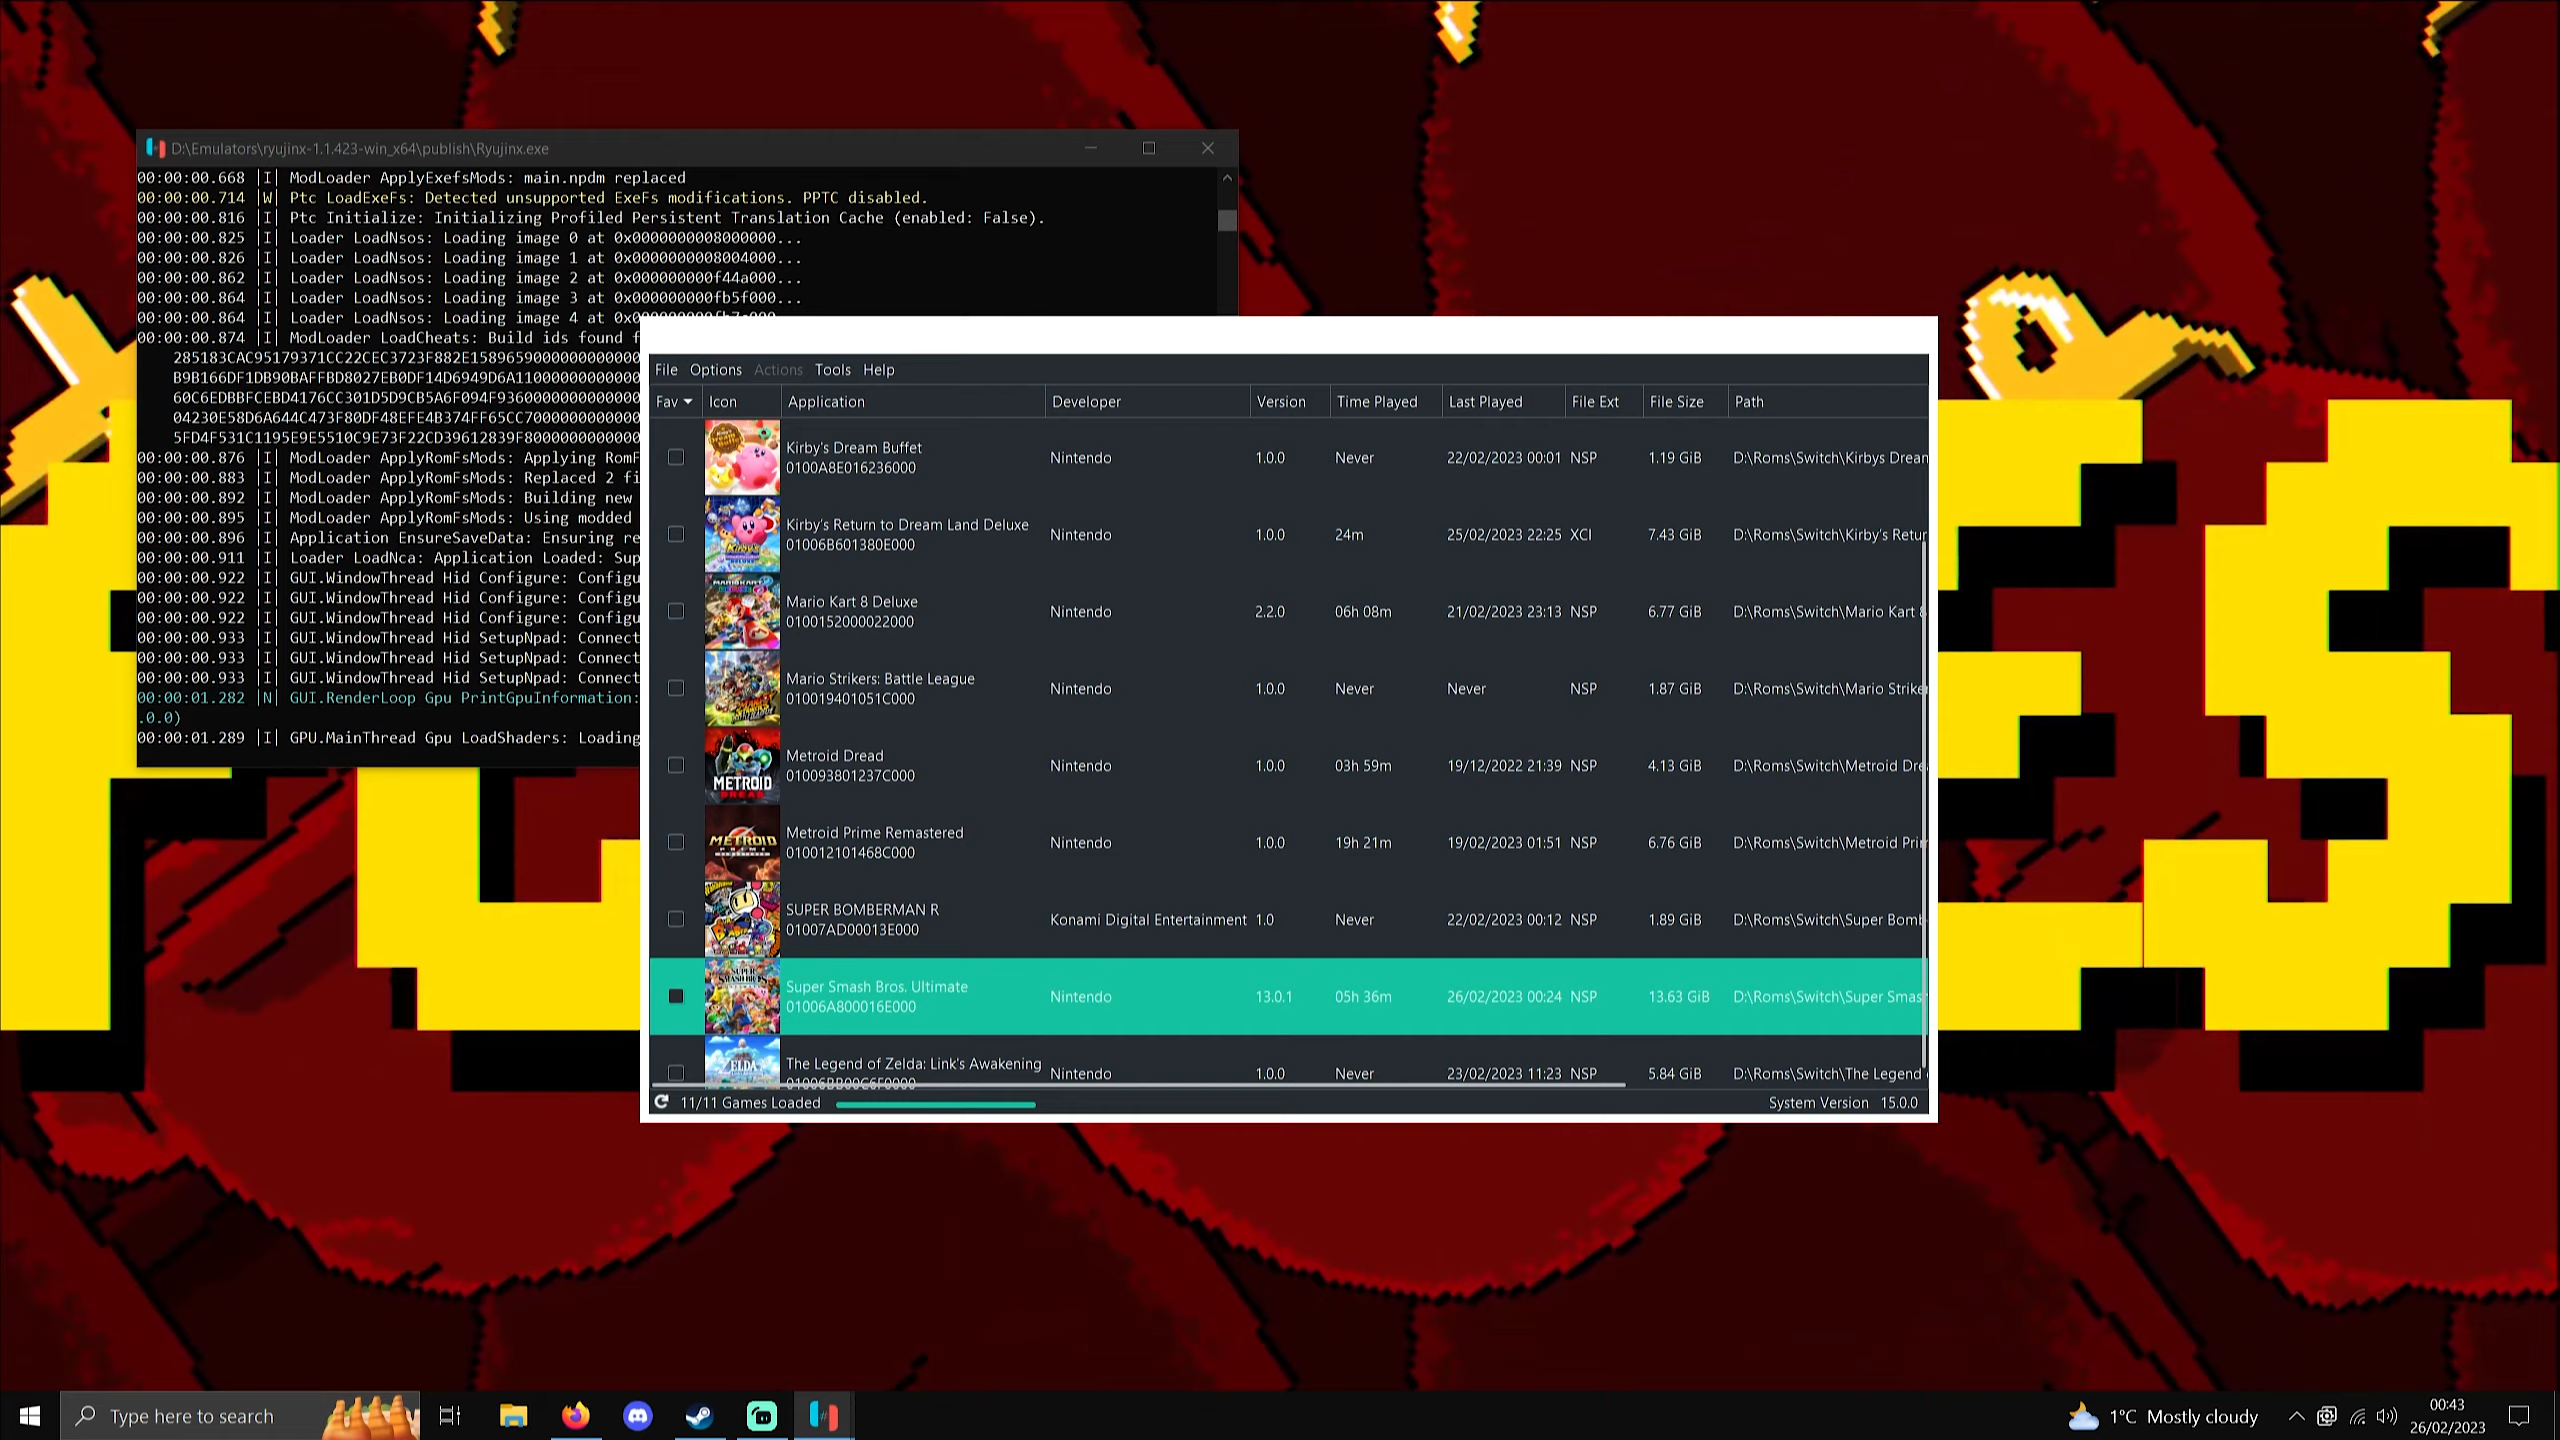 D:\Emulators\ryujinx-1.1.423-win_x64\publish\Ryujinx.exe
00:00:00.668 |I| ModLoader ApplyExefsMods: main.npdm replaced
00:00:00.714 |W| Ptc LoadExeFs: Detected unsupported ExeFs modifications. PPTC disabled.
00:00:00.816 |I| Ptc Initialize: Initializing Profiled Persistent Translation Cache (enabled: False).
00:00:00.825 |I| Loader LoadNsos: Loading image 0 at 0x0000000008000000...
00:00:00.826 |I| Loader LoadNsos: Loading image 1 at 0x0000000008004000...
00:00:00.862 |I| Loader LoadNsos: Loading image 2 at 0x000000000f44a000...
00:00:00.864 |I| Loader LoadNsos: Loading image 3 at 0x000000000fb5f000...
00:00:00.864 |I| Loader LoadNsos: Loading image 4 at
00:00:00.874 |I| ModLoader LoadCheats: Build ids found f
285183CAC95179371CC22CEC3723F882E1589659000000000000
B9B166DF1DB90BAFFBD8027EB0DF14D6949D6A11000000000000
60C6EDBBFCEBD4176CC301D5D9CB5A6F094F9360000000000000
04230E58D6A644C473F80DF48EFE4B374FF65CC7000000000000
5FD4F531C1195E9E5510C9E73F22CD39612839F8000000000000
00:00:00.876 |I| ModLoader ApplyRomFsMods: Applying RomF
00:00:00.883 |I| ModLoader ApplyRomFsMods: Replaced 2 fi
00:00:00.892 |I| ModLoader ApplyRomFsMods: Building new
00:00:00.895 |I| ModLoader ApplyRomFsMods: Using modded
00:00:00.896 |I| Application EnsureSaveData: Ensuring re
00:00:00.911 |I| Loader LoadNca: Application Loaded: Sup
00:00:00.922 |I| GUI.WindowThread Hid Configure: Configu
00:00:00.922 |I| GUI.WindowThread Hid Configure: Configu
00:00:00.922 |I| GUI.WindowThread Hid Configure: Configu
00:00:00.933 |I| GUI.WindowThread Hid SetupNpad: Connect
00:00:00.933 |I| GUI.WindowThread Hid SetupNpad: Connect
00:00:00.933 |I| GUI.WindowThread Hid SetupNpad: Connect
00:00:01.282 |N| GUI.RenderLoop Gpu PrintGpuInformation:
.0.0)
00:00:01.289 |I| GPU.MainThread Gpu LoadShaders: Loading
File Options Actions Tools Help
Fav Icon Application Developer Version Time Played Last Played File Ext File Size Path
Kirby's Dream Buffet
0100A8E016236000
Nintendo 1.0.0 Never 22/02/2023 00:01 NSP 1.19 GiB D:\Roms\Switch\Kirbys Dream
Kirby's Return to Dream Land Deluxe
01006B601380E000
Nintendo 1.0.0 24m 25/02/2023 22:25 XCI 7.43 GiB D:\Roms\Switch\Kirby's Retur
Mario Kart 8 Deluxe
0100152000022000
Nintendo 2.2.0 06h 08m 21/02/2023 23:13 NSP 6.77 GiB D:\Roms\Switch\Mario Kart 8
Mario Strikers: Battle League
010019401051C000
Nintendo 1.0.0 Never Never NSP 1.87 GiB D:\Roms\Switch\Mario Strike
METROID
DREAD
Metroid Dread
010093801237C000
Nintendo 1.0.0 03h 59m 19/12/2022 21:39 NSP 4.13 GiB D:\Roms\Switch\Metroid Dre
METROID
PRIME
Metroid Prime Remastered
010012101468C000
Nintendo 1.0.0 19h 21m 19/02/2023 01:51 NSP 6.76 GiB D:\Roms\Switch\Metroid Pri
SUPER BOMBERMAN R
01007AD00013E000
Konami Digital Entertainment 1.0 Never 22/02/2023 00:12 NSP 1.89 GiB D:\Roms\Switch\Super Bomb
SUPER
SMASH BROS
Super Smash Bros. Ultimate
01006A800016E000
Nintendo 13.0.1 05h 36m 26/02/2023 00:24 NSP 13.63 GiB D:\Roms\Switch\Super Smas
ZELDA
The Legend of Zelda: Link's Awakening
01006BB00C6F0000
Nintendo 1.0.0 Never 23/02/2023 11:23 NSP 5.84 GiB D:\Roms\Switch\The Legend
11/11 Games Loaded
System Version 15.0.0
Type here to search
1°C Mostly cloudy
00:43
26/02/2023